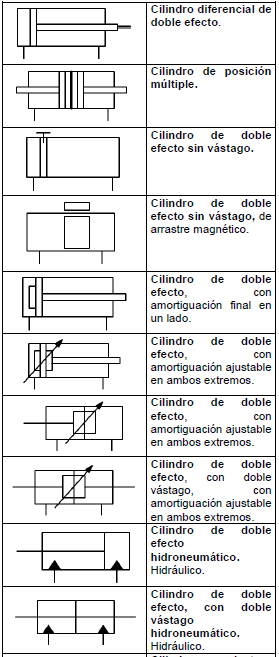 Cilindro diferencial de
doble efecto.
Cilindro de posición
múltiple.
Cilindro de doble
efecto sin vástago.
Cilindro de doble
efecto sin vástago, de
arrastre magnético.
Cilindro de doble
efecto, con
amortiguación final en
un lado.
Cilindro de doble
efecto, con
amortiguación ajustable
en ambos extremos.
Cilindro de doble
efecto, con
amortiguación ajustable
en ambos extremos.
Cilindro de doble
efecto, con doble
vástago, con
amortiguación ajustable
en ambos extremos.
Cilindro de doble
efecto
hidroneumático.
Hidráulico.
Cilindro de doble
efecto, con doble
vástago
hidroneumático.
Hidráulico.